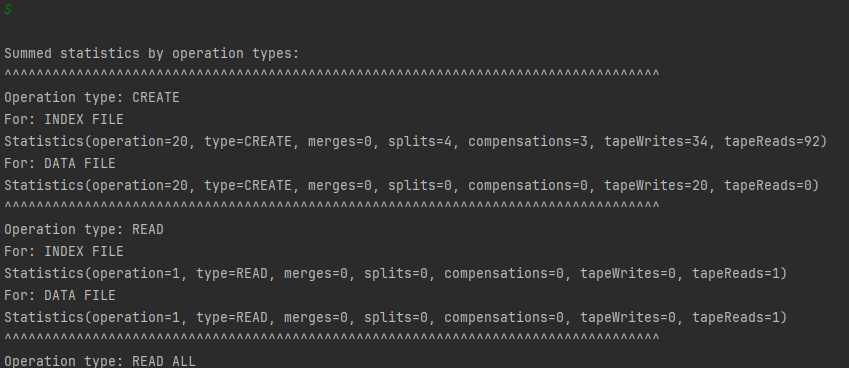 S
Summed statistics by operation types:
^^^^^^^^^^^^^^^^^^^^^^^^^^^^^^^^^^^^^^^^^^^^^^^^^^^^^^^^^^^^^^^^^^^^^^^^^^^^^^^^^^
Operation type: CREATE
For: INDEX FILE
Statistics(operation=20, type=CREATE, merges=0, splits=4, compensations=3, tapeWrites=34, tapeReads=92)
For: DATA FILE
Statistics(operation=20, type=CREATE, merges=0, splits=0, compensations=0, tapeWrites=20, tapeReads=0)
^^^^^^^^^^^^^^^^^^^^^^^^^^^^^^^^^^^^^^^^^^^^^^^^^^^^^^^^^^^^^^^^^^^^^^^^^^^^^^^^^^
Operation type: READ
For: INDEX FILE
Statistics(operation=1, type=READ, merges=0, splits=0, compensations=0, tapeWrites=0, tapeReads=1)
For: DATA FILE
Statistics(operation=1, type=READ, merges=0, splits=0, compensations=0, tapeWrites=0, tapeReads=1)
^^^^^^^^^^^^^^^^^^^^^^^^^^^^^^^^^^^^^^^^^^^^^^^^^^^^^^^^^^^^^^^^^^^^^^^^^^^^^^^^^^
Operation type: READ ALL